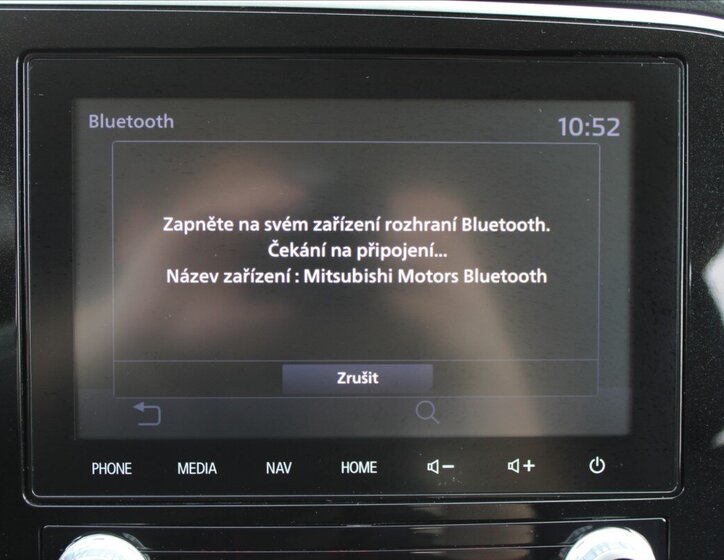 Bluetooth
10:52
Zapněte na svém zařízení rozhraní Bluetooth.
Čekání na připojení...
Název zařízení : Mitsubishi Motors Bluetooth
Zrušit
PHONE MEDIA NAV HOME